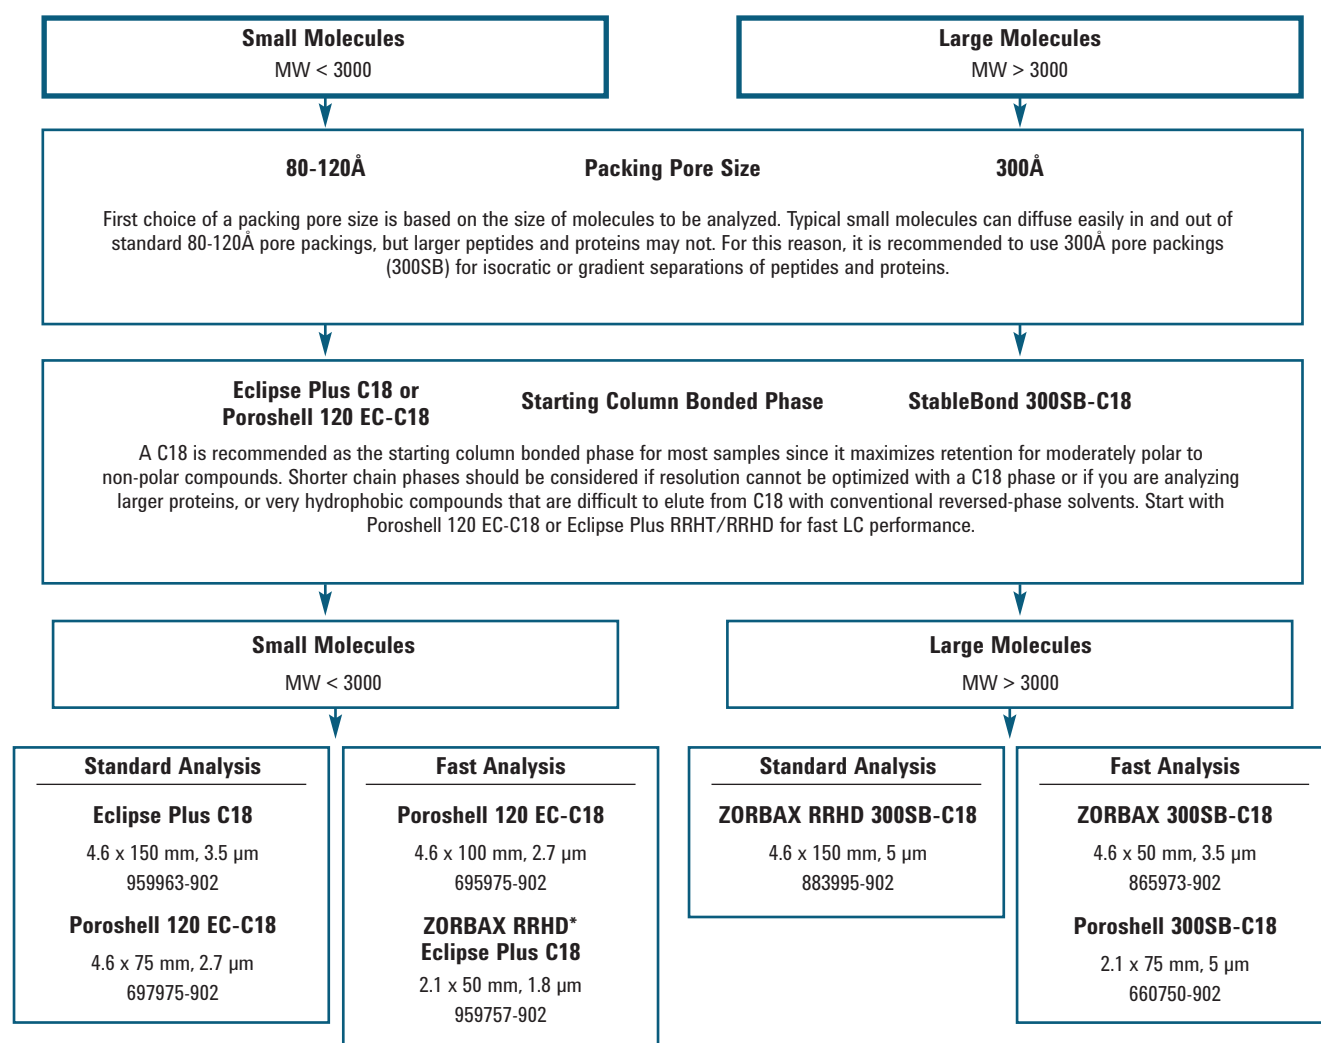 Small Molecules
MW < 3000
Large Molecules
MW > 3000
80-120Å
Packing Pore Size
300Å
First choice of a packing pore size is based on the size of molecules to be analyzed. Typical small molecules can diffuse easily in and out of
standard 80-120Å pore packings, but larger peptides and proteins may not. For this reason, it is recommended to use 300Å pore packings
(300SB) for isocratic or gradient separations of peptides and proteins.
Eclipse Plus C18 or
Poroshell 120 EC-C18
Starting Column Bonded Phase
StableBond 300SB-C18
A C18 is recommended as the starting column bonded phase for most samples since it maximizes retention for moderately polar to
non-polar compounds. Shorter chain phases should be considered if resolution cannot be optimized with a C18 phase or if you are analyzing
larger proteins, or very hydrophobic compounds that are difficult to elute from C18 with conventional reversed-phase solvents. Start with
Poroshell 120 EC-C18 or Eclipse Plus RRHT/RRHD for fast LC performance.
Small Molecules
MW < 3000
Large Molecules
MW > 3000
Standard Analysis
Eclipse Plus C18
4.6 x 150 mm, 3.5 µm
959963-902
Poroshell 120 EC-C18
4.6 x 75 mm, 2.7 µm
697975-902
Fast Analysis
Poroshell 120 EC-C18
4.6 x 100 mm, 2.7 µm
695975-902
ZORBAX RRHD*
Eclipse Plus C18
2.1 x 50 mm, 1.8 µm
959757-902
Standard Analysis
ZORBAX RRHD 300SB-C18
4.6 x 150 mm, 5 µm
883995-902
Fast Analysis
ZORBAX 300SB-C18
4.6 x 50 mm, 3.5 µm
865973-902
Poroshell 300SB-C18
2.1 x 75 mm, 5 µm
660750-902